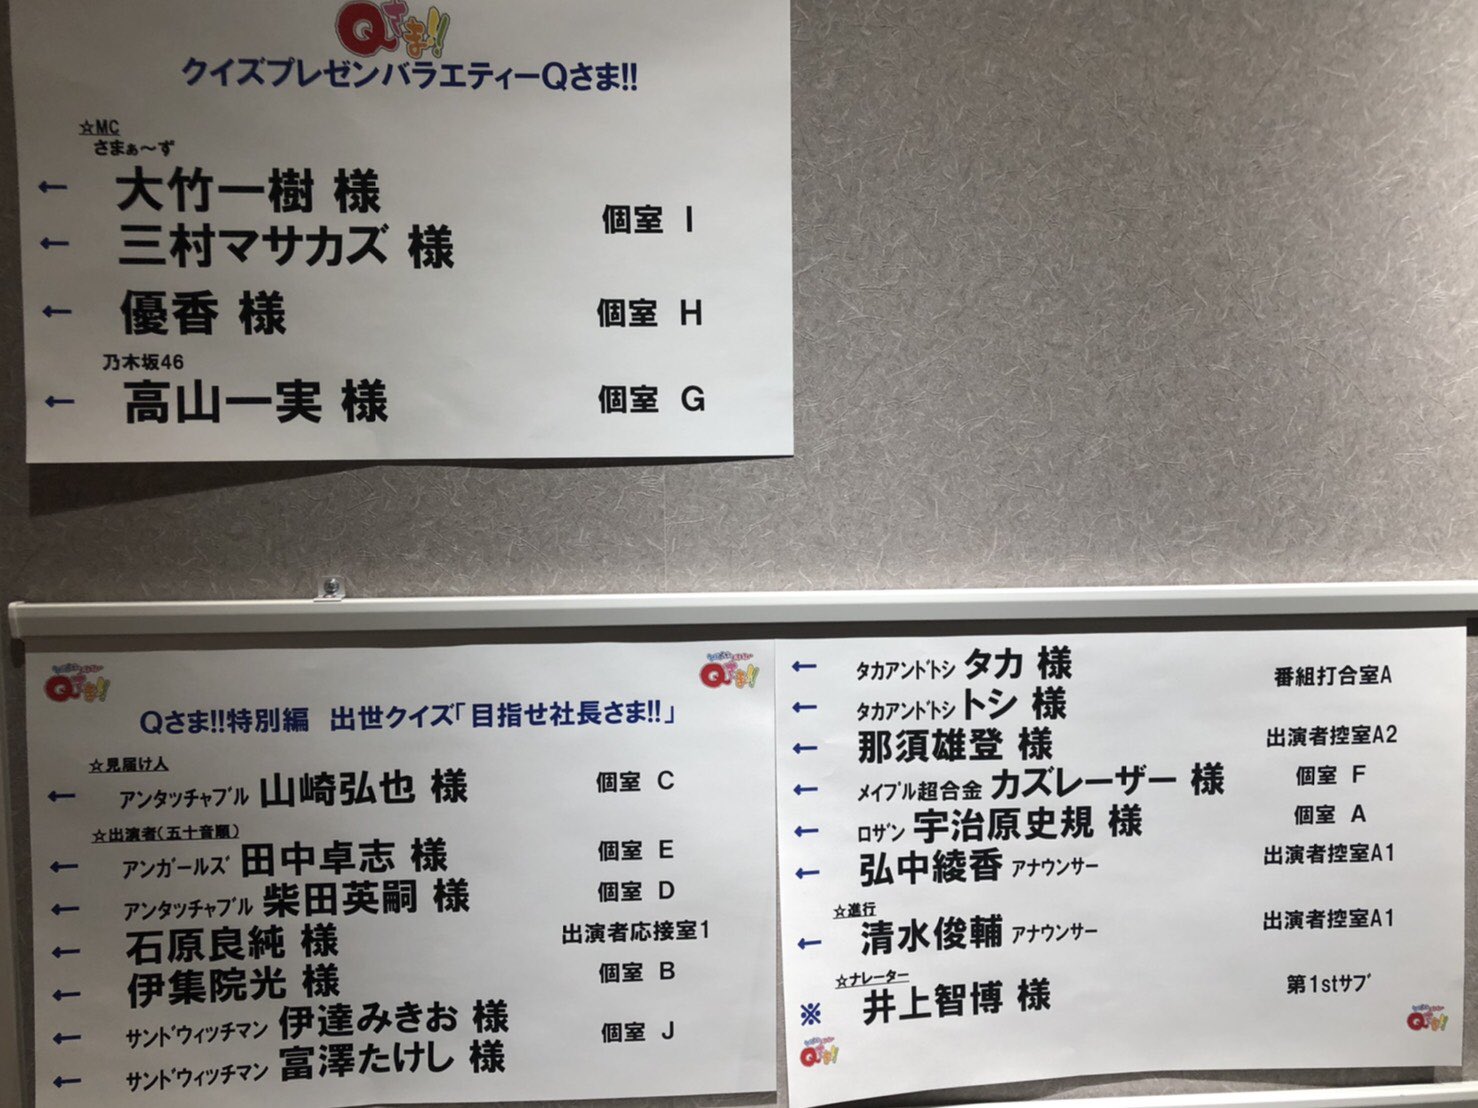 Qさま!!
クイズプレゼンバラエティーQさま!!
☆MC
さまぁ～ず
← 大竹一樹 様
個室 I
← 三村マサカズ 様
← 優香 様 個室 H
乃木坂46
← 高山一実 様 個室 G
Qさま!!
Qさま!!
Qさま!!特別編 出世クイズ「目指せ社長さま!!」
☆見届け人
← アンタッチャブル 山崎弘也 様 個室 C
☆出演者(五十音順)
← アンガールズ 田中卓志 様 個室 E
← アンタッチャブル 柴田英嗣 様 個室 D
← 石原良純 様 出演者応接室1
← 伊集院光 様 個室 B
← サンドウィッチマン 伊達みきお 様 個室 J
← サンドウィッチマン 富澤たけし 様
← タカアンドトシ タカ 様 番組打合室A
← タカアンドトシ トシ 様
← 那須雄登 様 出演者控室A2
← メイプル超合金 カズレーザー 様 個室 F
← ロザン 宇治原史規 様 個室 A
← 弘中綾香 アナウンサー 出演者控室A1
☆進行
← 清水俊輔 アナウンサー 出演者控室A1
☆ナレーター
※ 井上智博 様 第1stサブ
Qさま!!
Qさま!!